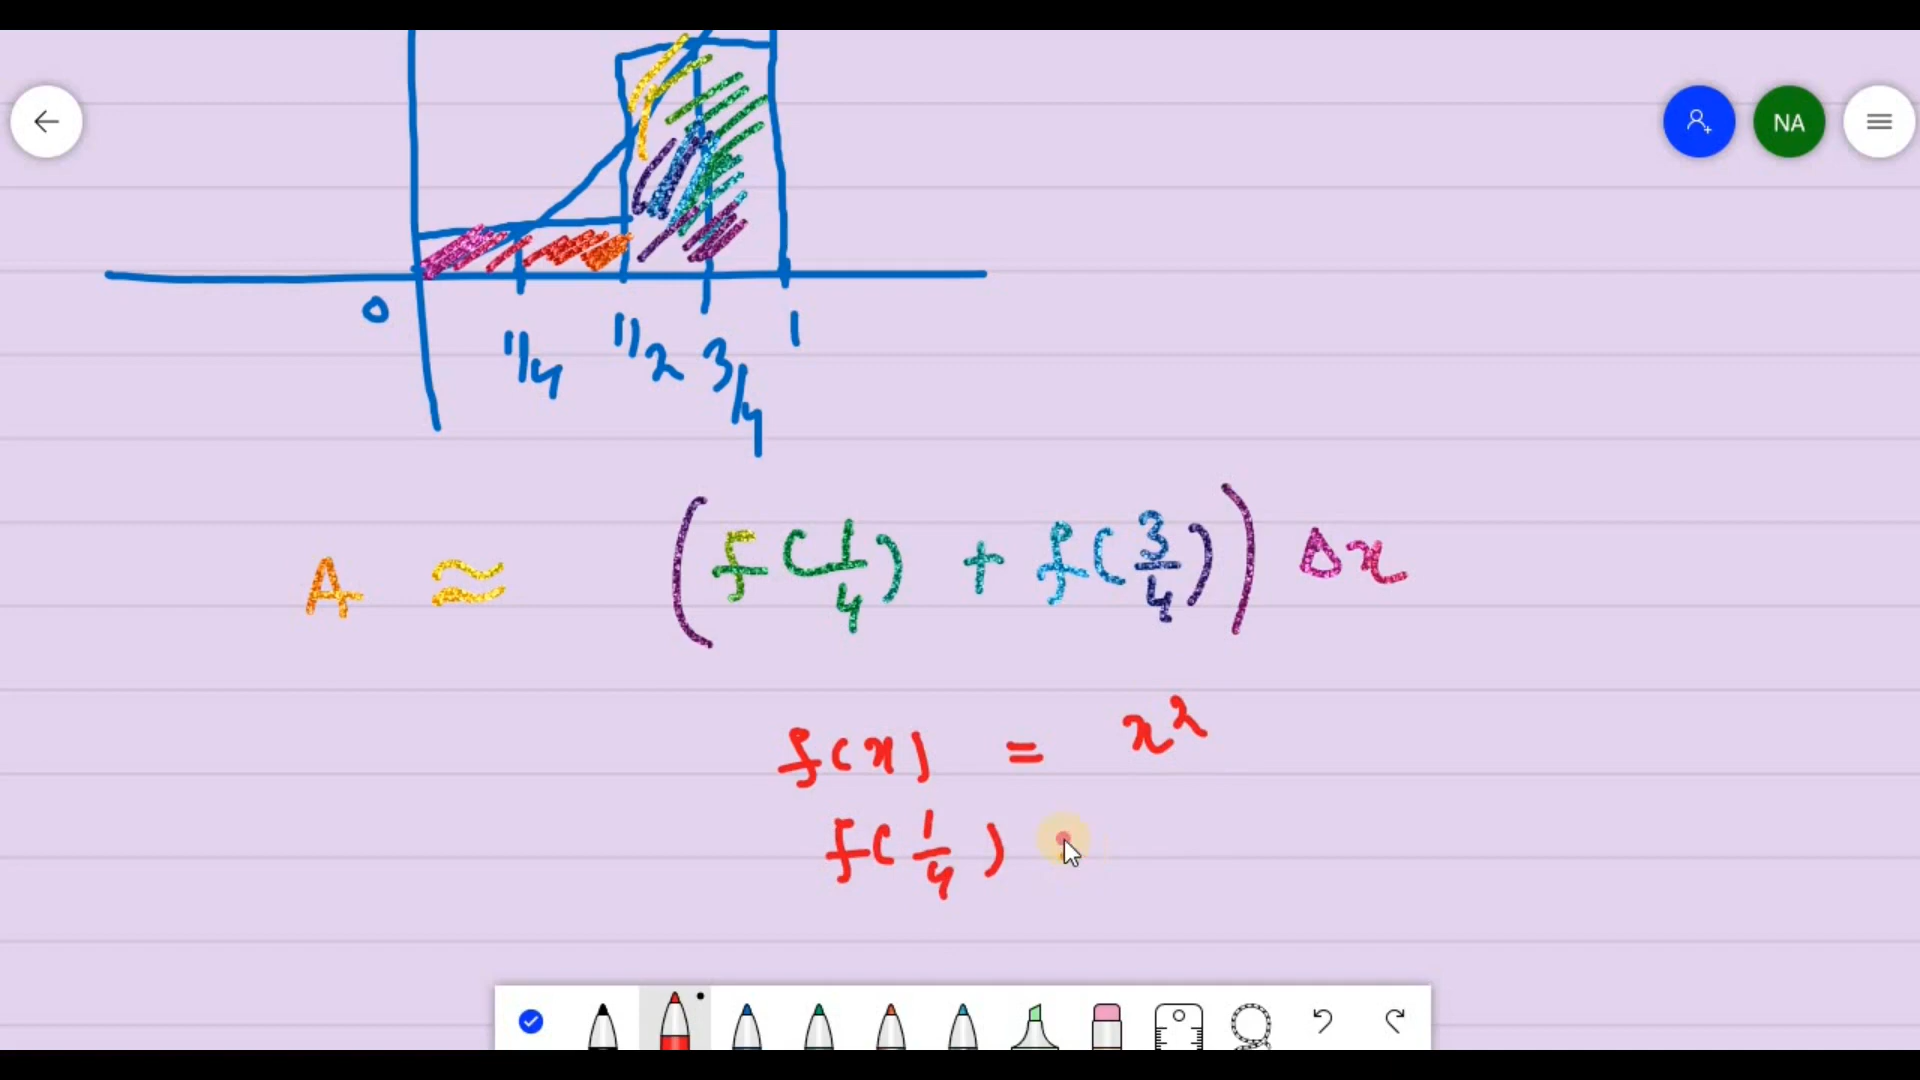 NA
0
1/4 1/2 3/4 1
A ≅ (f(1/4) + f(3/4)) Δx
f(x) = x²
f(1/4)